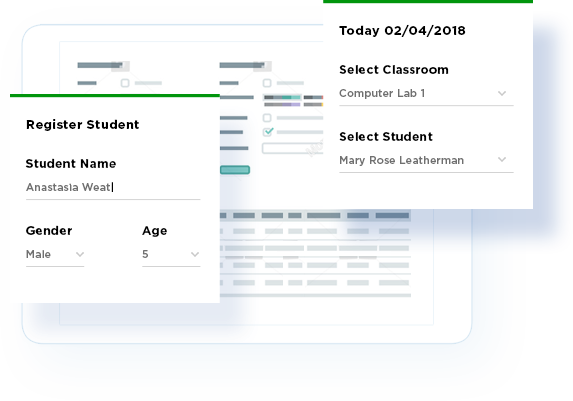 Today 02/04/2018
Select Classroom
Computer Lab 1
Select Student
Mary Rose Leatherman
Register Student
Student Name
Anastasia Weat
Gender
Age
Male
5